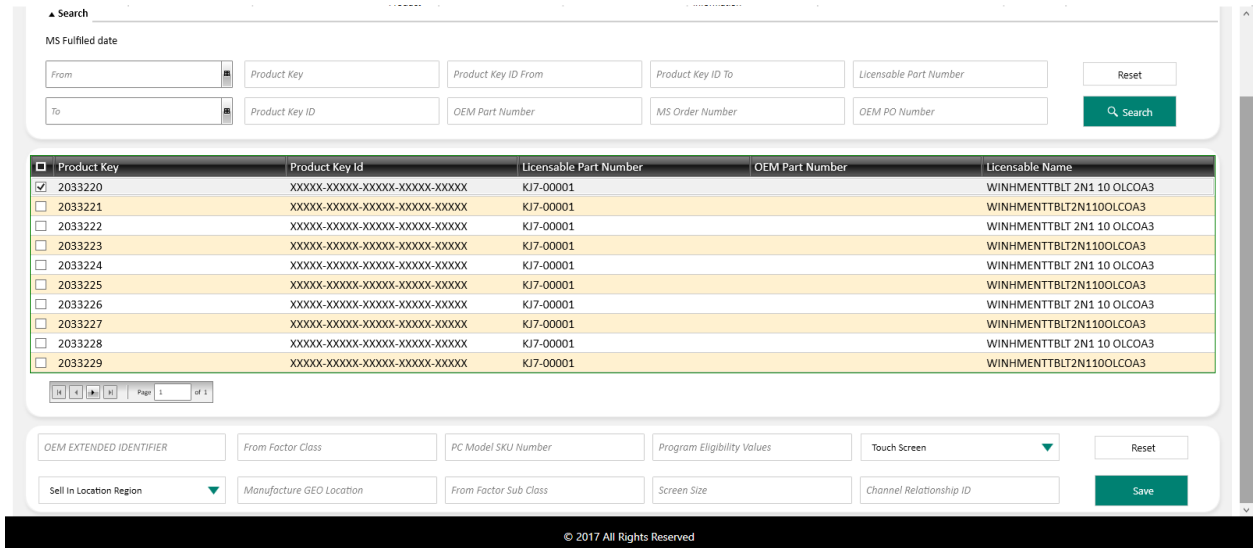 ▲ Search
MS Fulfiled date
From Product Key Product Key ID From Product Key ID To Licensable Part Number Reset
To Product Key ID OEM Part Number MS Order Number OEM PO Number Search
Product Key Product Key Id Licensable Part Number OEM Part Number Licensable Name
2033220 XXXXX-XXXXX-XXXXX-XXXXX-XXXXX KJ7-00001 WINHMENTTBLT 2N1 10 OLCOA3
2033221 XXXXX-XXXXX-XXXXX-XXXXX-XXXXX KJ7-00001 WINHMENTTBLT2N110OLCOA3
2033222 XXXXX-XXXXX-XXXXX-XXXXX-XXXXX KJ7-00001 WINHMENTTBLT 2N1 10 OLCOA3
2033223 XXXXX-XXXXX-XXXXX-XXXXX-XXXXX KJ7-00001 WINHMENTTBLT2N110OLCOA3
2033224 XXXXX-XXXXX-XXXXX-XXXXX-XXXXX KJ7-00001 WINHMENTTBLT 2N1 10 OLCOA3
2033225 XXXXX-XXXXX-XXXXX-XXXXX-XXXXX KJ7-00001 WINHMENTTBLT2N110OLCOA3
2033226 XXXXX-XXXXX-XXXXX-XXXXX-XXXXX KJ7-00001 WINHMENTTBLT 2N1 10 OLCOA3
2033227 XXXXX-XXXXX-XXXXX-XXXXX-XXXXX KJ7-00001 WINHMENTTBLT2N110OLCOA3
2033228 XXXXX-XXXXX-XXXXX-XXXXX-XXXXX KJ7-00001 WINHMENTTBLT 2N1 10 OLCOA3
2033229 XXXXX-XXXXX-XXXXX-XXXXX-XXXXX KJ7-00001 WINHMENTTBLT2N110OLCOA3
Page 1 of 1
OEM EXTENDED IDENTIFIER From Factor Class PC Model SKU Number Program Eligibility Values Touch Screen Reset
Sell In Location Region Manufacture GEO Location From Factor Sub Class Screen Size Channel Relationship ID Save
© 2017 All Rights Reserved